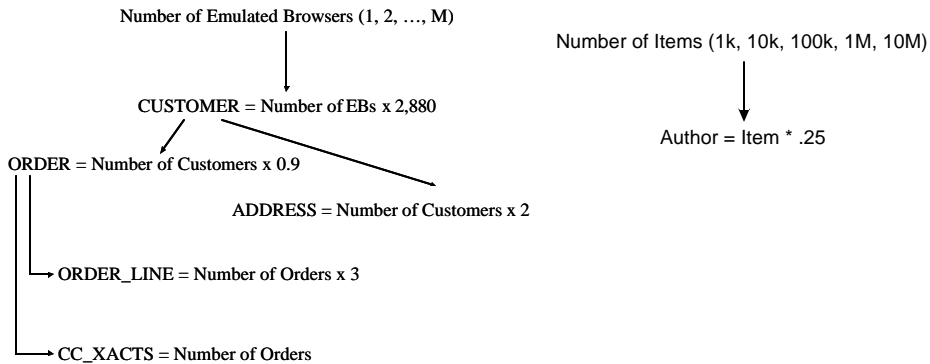 Number of Emulated Browsers (1, 2, …, M)
Number of Items (1k, 10k, 100k, 1M, 10M)
CUSTOMER = Number of EBs x 2,880
Author = Item * .25
ORDER = Number of Customers x 0.9
ADDRESS = Number of Customers x 2
ORDER_LINE = Number of Orders x 3
CC_XACTS = Number of Orders